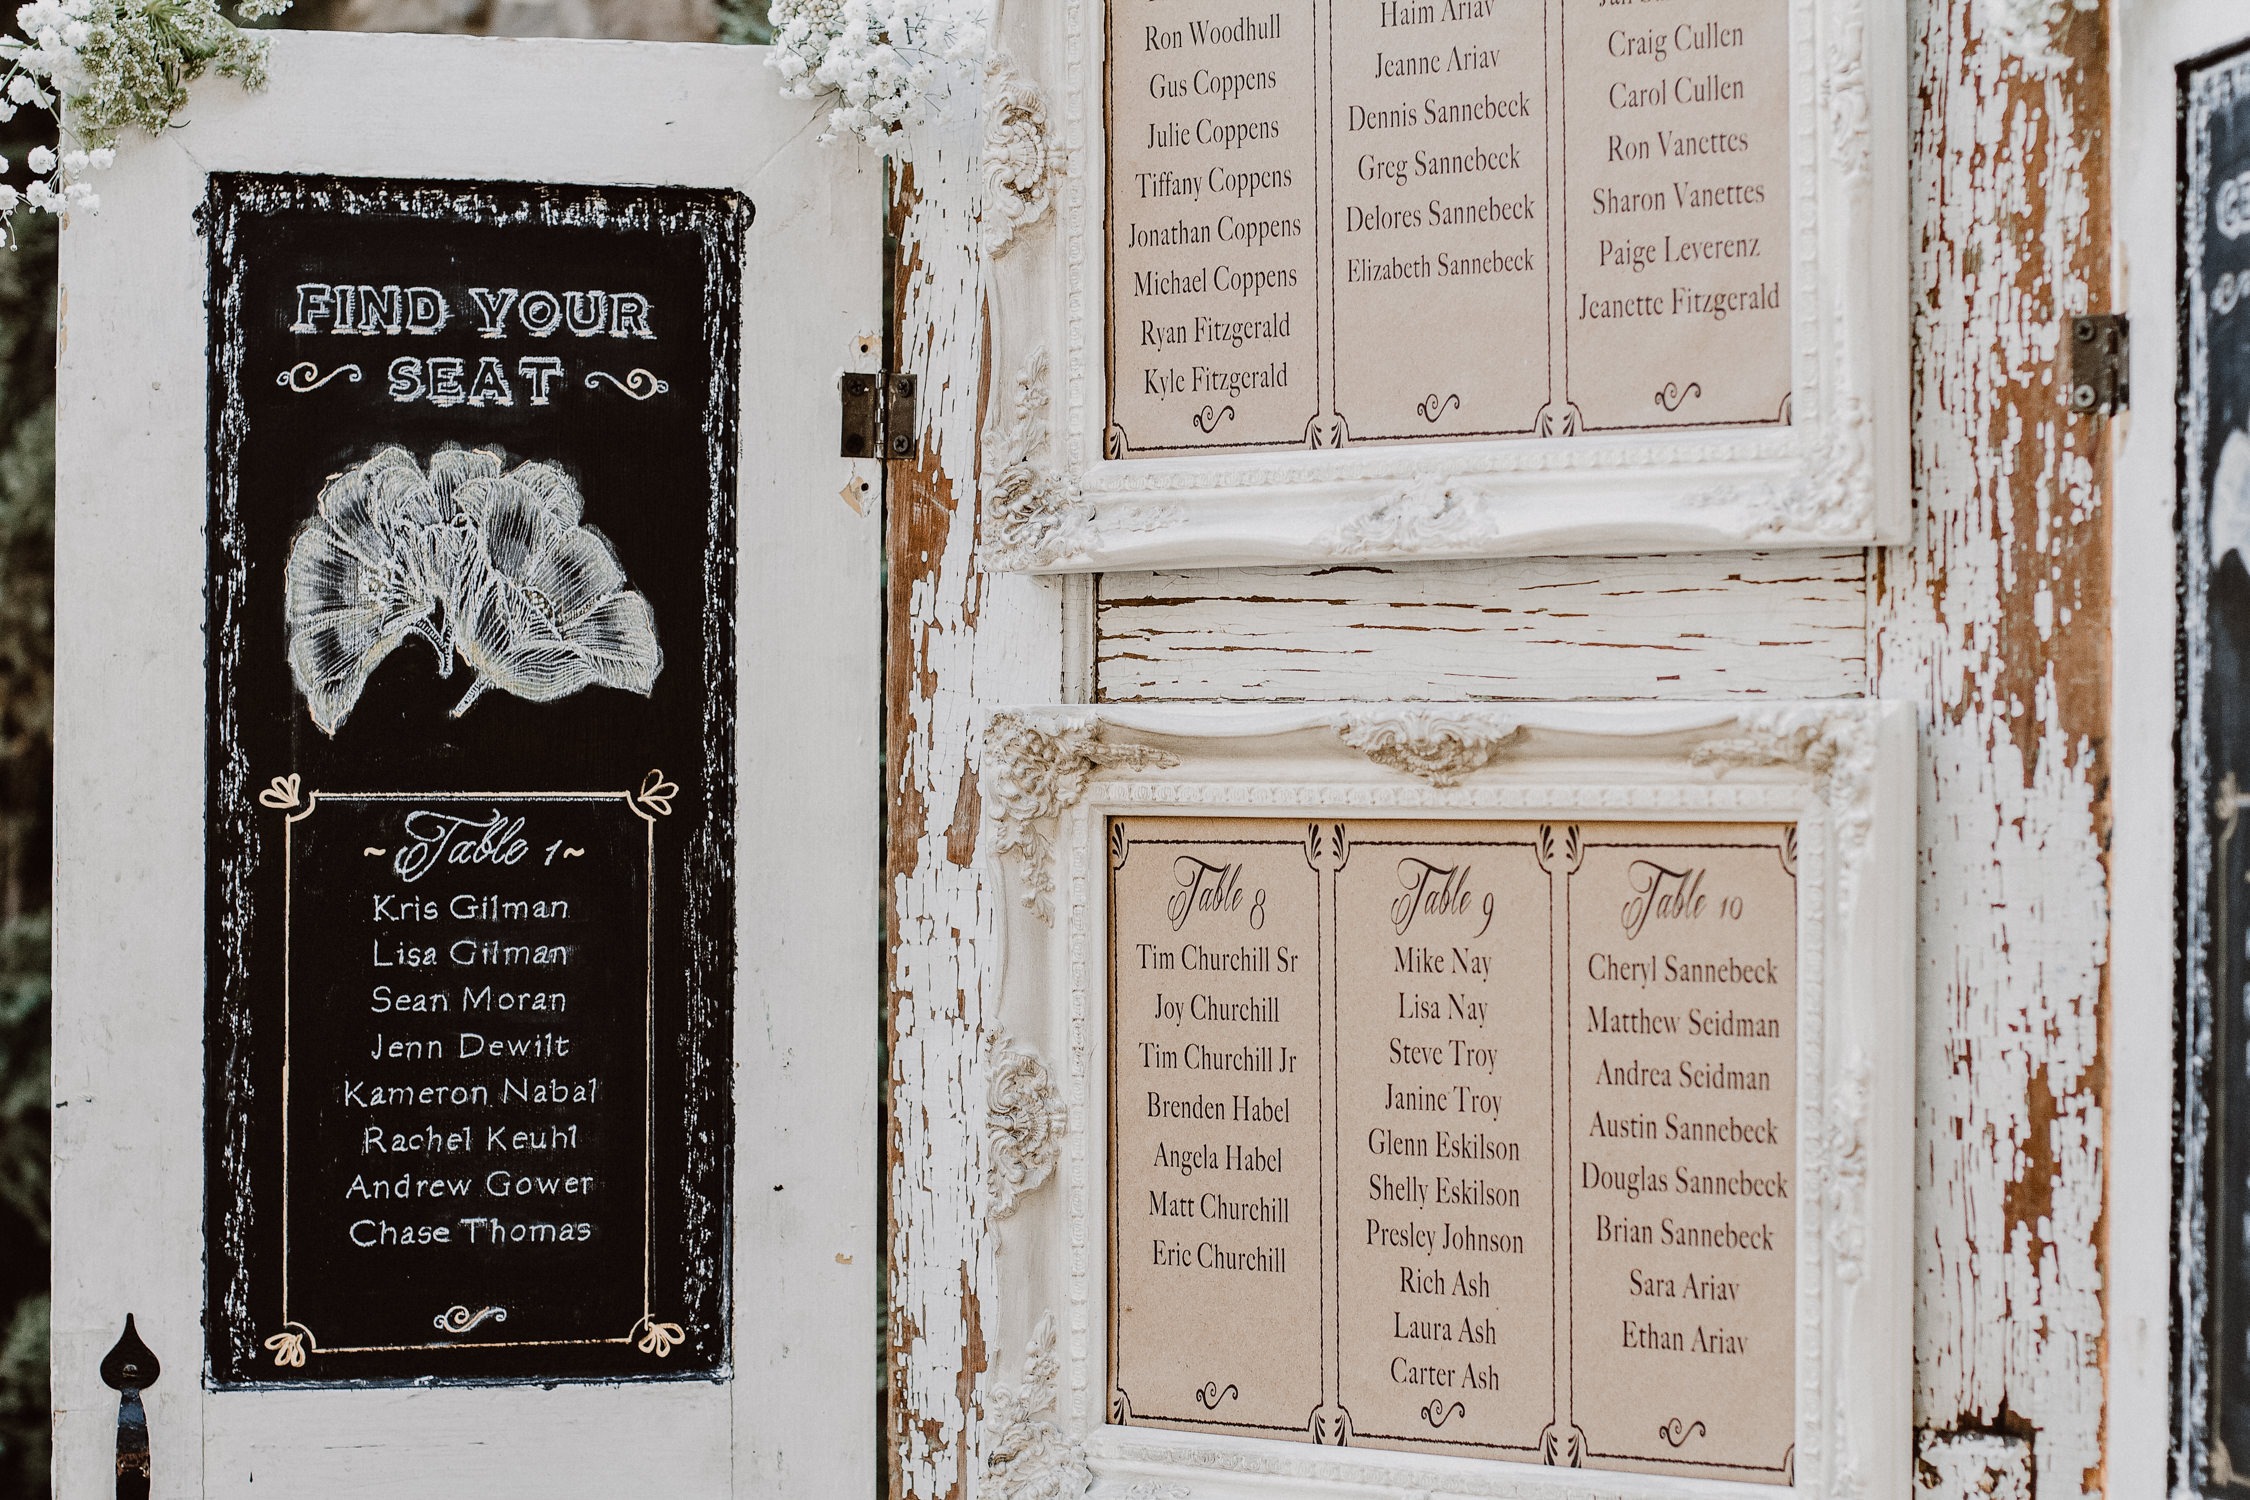 FIND YOUR
SEAT
~Table 1~
Kris Gilman
Lisa Gilman
Sean Moran
Jenn Dewilt
Kameron Nabal
Rachel Keuhl
Andrew Gower
Chase Thomas
Ron Woodhull
Gus Coppens
Julie Coppens
Tiffany Coppens
Jonathan Coppens
Michael Coppens
Ryan Fitzgerald
Kyle Fitzgerald
Haim Ariav
Jeanne Ariav
Dennis Sannebeck
Greg Sannebeck
Delores Sannebeck
Elizabeth Sannebeck
Craig Cullen
Carol Cullen
Ron Vanettes
Sharon Vanettes
Paige Leverenz
Jeanette Fitzgerald
Table 8
Tim Churchill Sr
Joy Churchill
Tim Churchill Jr
Brenden Habel
Angela Habel
Matt Churchill
Eric Churchill
Table 9
Mike Nay
Lisa Nay
Steve Troy
Janine Troy
Glenn Eskilson
Shelly Eskilson
Presley Johnson
Rich Ash
Laura Ash
Carter Ash
Table 10
Cheryl Sannebeck
Matthew Seidman
Andrea Seidman
Austin Sannebeck
Douglas Sannebeck
Brian Sannebeck
Sara Ariav
Ethan Ariav